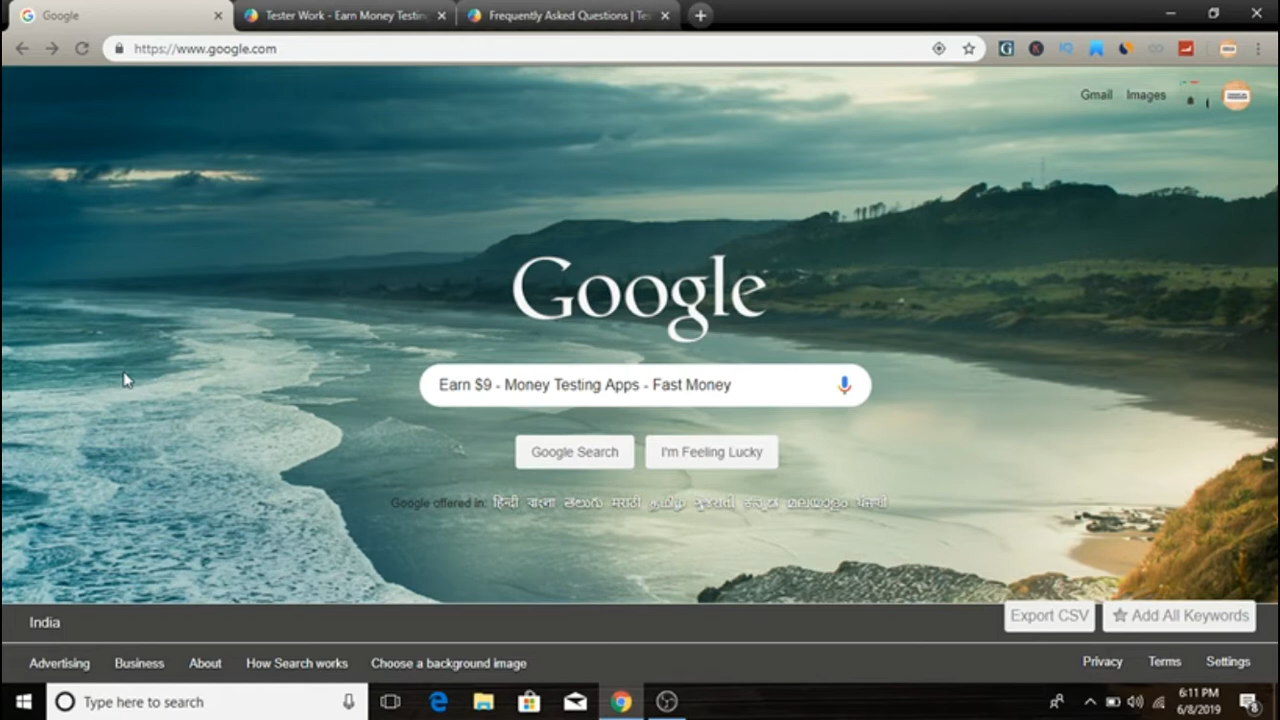 Google
Tester Work - Earn Money Testing
Frequently Asked Questions | Tes
https://www.google.com
Gmail Images
Google
Earn $9 - Money Testing Apps - Fast Money
Google Search I'm Feeling Lucky
Google offered in: हिन्दी বাংলা తెలుగు मराठी தமிழ் ગુજરાતી ಕನ್ನಡ മലയാളം ਪੰਜਾਬੀ
India
Export CSV Add All Keywords
Advertising Business About How Search works Choose a background image
Privacy Terms Settings
Type here to search
6:11 PM
6/8/2019
8